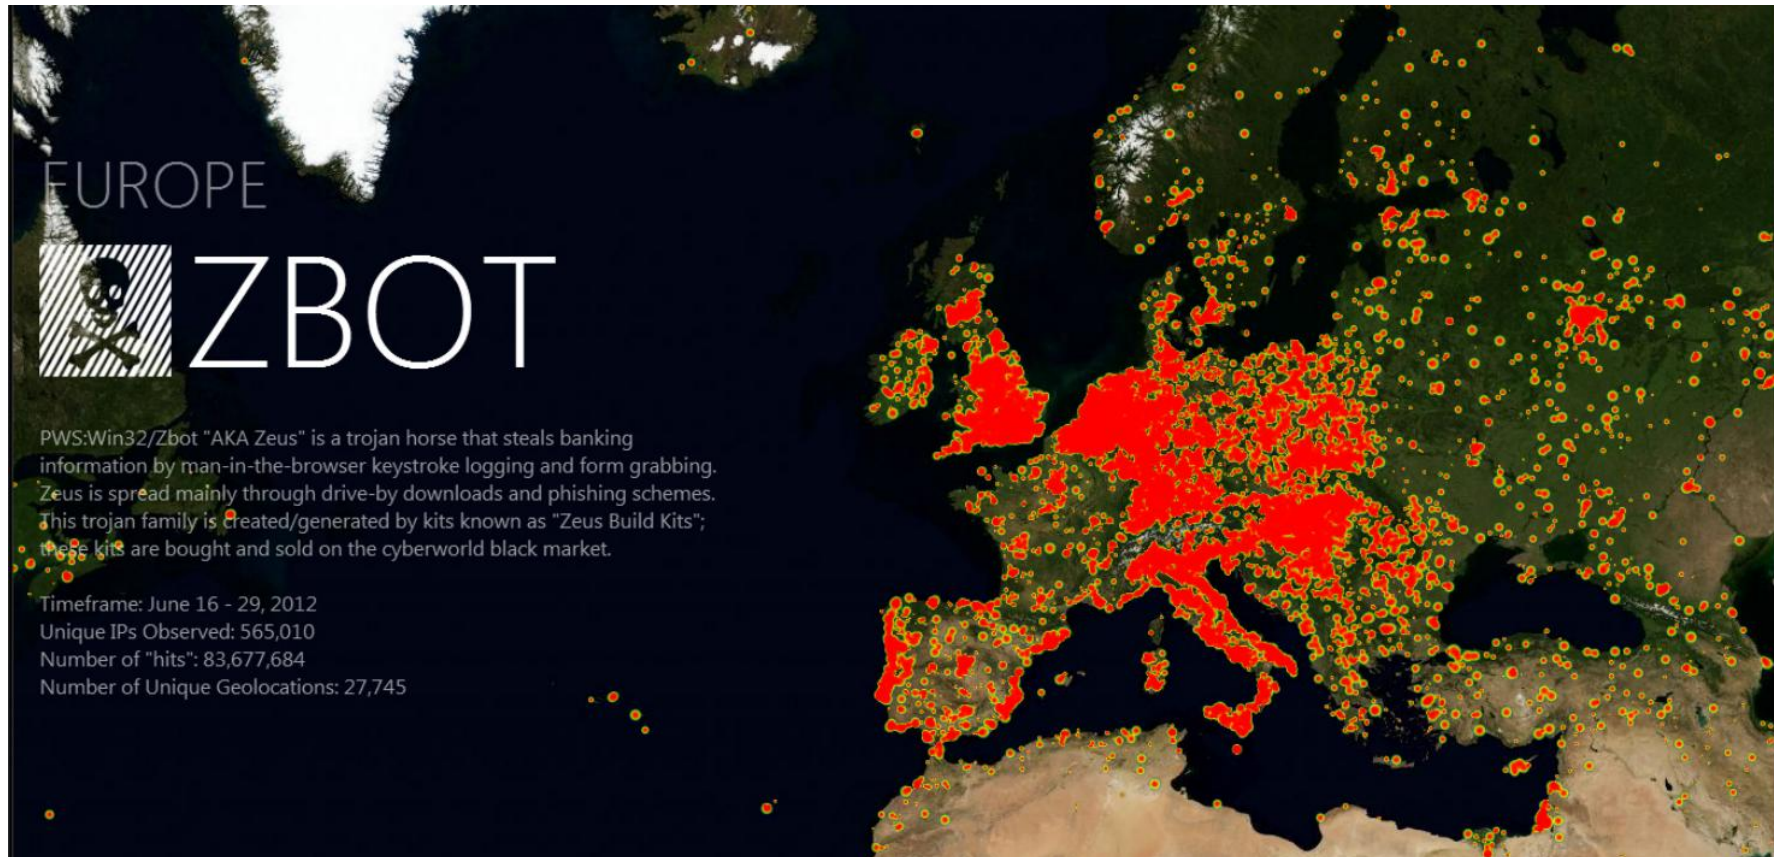 EUROPE
ZBOT
PWS:Win32/Zbot "AKA Zeus" is a trojan horse that steals banking
information by man-in-the-browser keystroke logging and form grabbing.
Zeus is spread mainly through drive-by downloads and phishing schemes.
This trojan family is created/generated by kits known as "Zeus Build Kits";
these kits are bought and sold on the cyberworld black market.
Timeframe: June 16 - 29, 2012
Unique IPs Observed: 565,010
Number of "hits": 83,677,684
Number of Unique Geolocations: 27,745